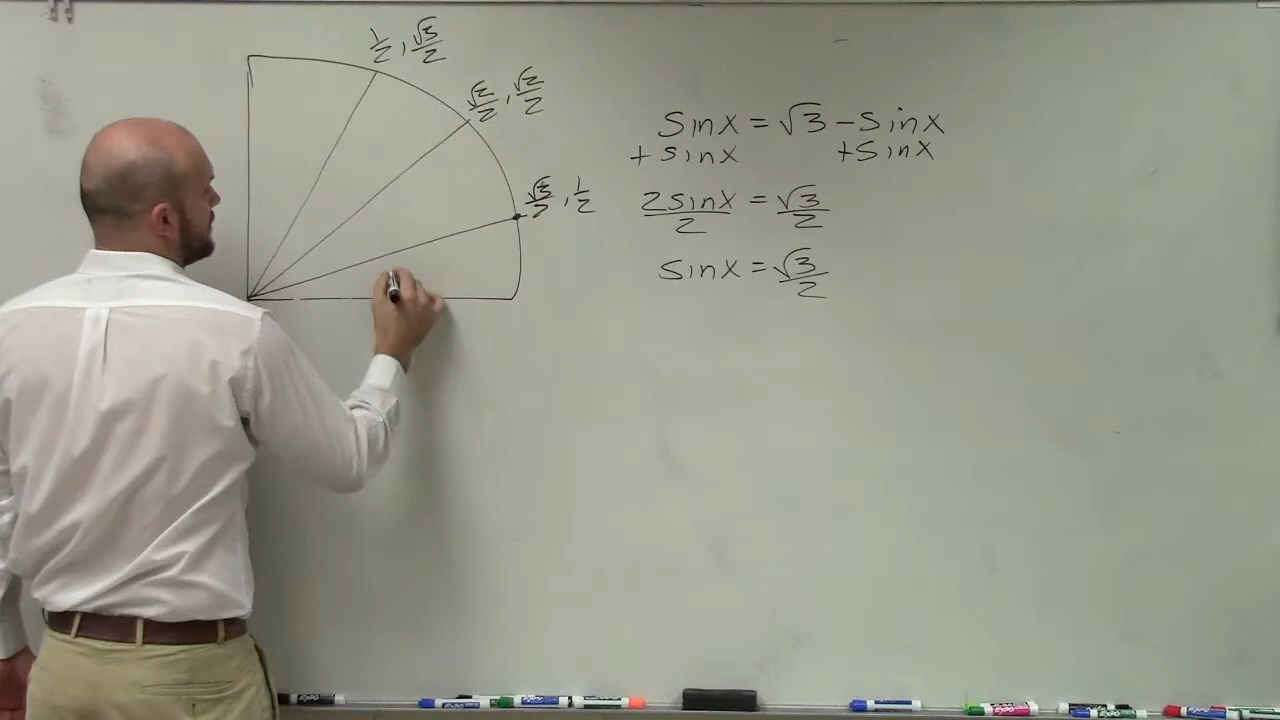 1/2, √3/2
√2/2, √2/2
√3/2, 1/2
sinx = √3 - sinx
+ sinx +sinx
2sinx/2 = √3/2
sinx = √3/2